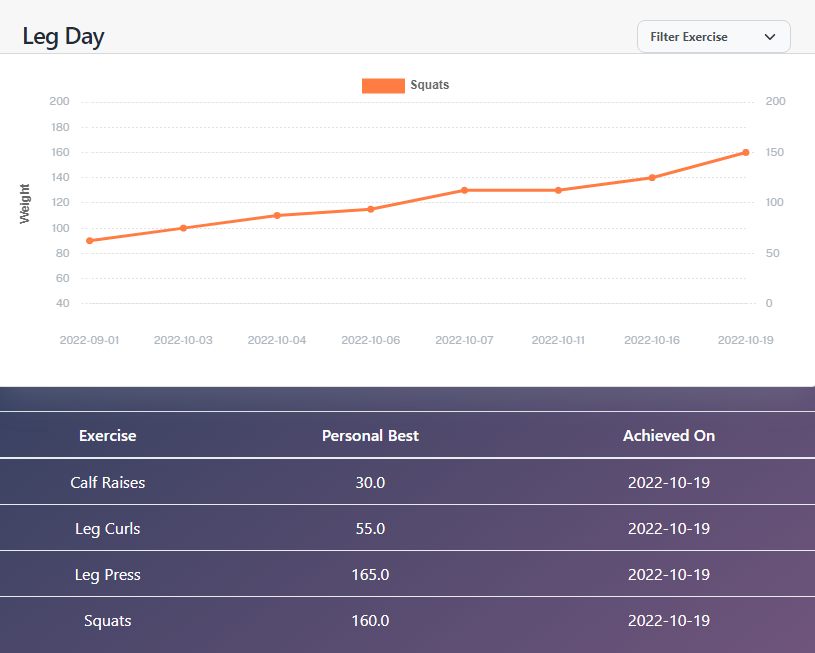 Leg Day
Filter Exercise
Squats
200 200
180
160 150
140
120 100
Weight
100
80 50
60
40 0
2022-09-01 2022-10-03 2022-10-04 2022-10-06 2022-10-07 2022-10-11 2022-10-16 2022-10-19
Exercise Personal Best Achieved On
Calf Raises 30.0 2022-10-19
Leg Curls 55.0 2022-10-19
Leg Press 165.0 2022-10-19
Squats 160.0 2022-10-19